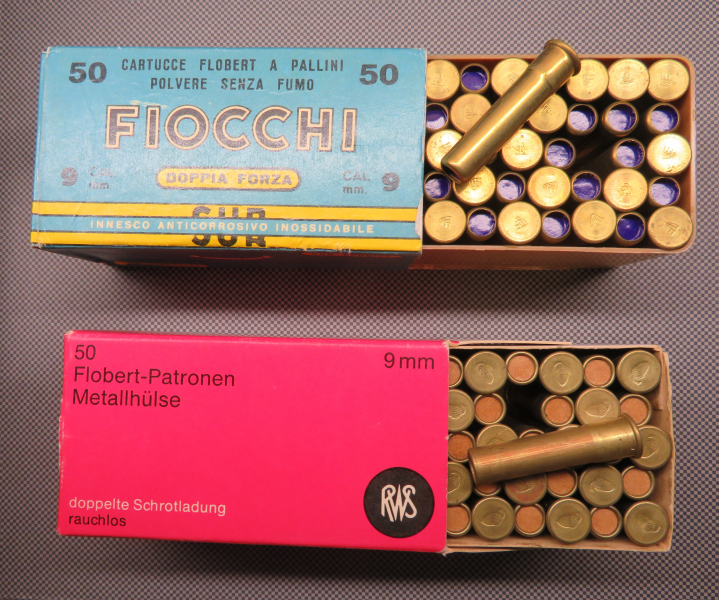 50 CARTUCCE FLOBERT A PALLINI 50
POLVERE SENZA FUMO
FIOCCHI
9 CAL. mm. DOPPIA FORZA CAL. mm. 9
INNESCO ANTICORROSIVO INOSSIDABILE
50 9 mm
Flobert-Patronen
Metallhülse
doppelte Schrotladung
rauchlos
RWS